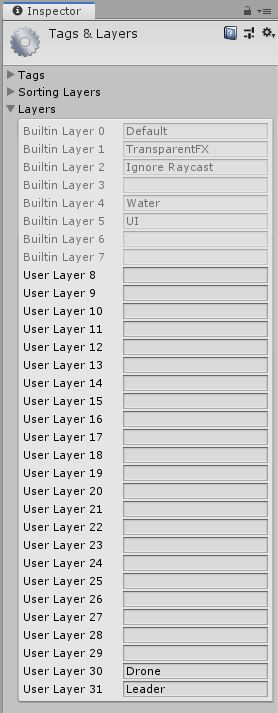 Inspector
Tags & Layers
Tags
Sorting Layers
Layers
Builtin Layer 0 Default
Builtin Layer 1 TransparentFX
Builtin Layer 2 Ignore Raycast
Builtin Layer 3
Builtin Layer 4 Water
Builtin Layer 5 UI
Builtin Layer 6
Builtin Layer 7
User Layer 8
User Layer 9
User Layer 10
User Layer 11
User Layer 12
User Layer 13
User Layer 14
User Layer 15
User Layer 16
User Layer 17
User Layer 18
User Layer 19
User Layer 20
User Layer 21
User Layer 22
User Layer 23
User Layer 24
User Layer 25
User Layer 26
User Layer 27
User Layer 28
User Layer 29
User Layer 30 Drone
User Layer 31 Leader